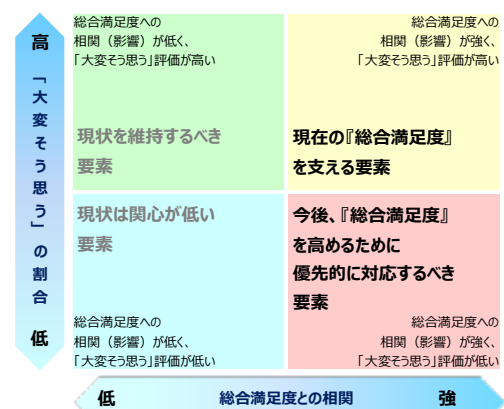 高
「大変そう思う」の割合
低
総合満足度への
相関（影響）が低く、
「大変そう思う」評価が高い
現状を維持するべき
要素
総合満足度への
相関（影響）が強く、
「大変そう思う」評価が高い
現在の『総合満足度』
を支える要素
現状は関心が低い
要素
総合満足度への
相関（影響）が低く、
「大変そう思う」評価が低い
今後、『総合満足度』
を高めるために
優先的に対応するべき
要素
総合満足度への
相関（影響）が強く、
「大変そう思う」評価が低い
低
総合満足度との相関
強